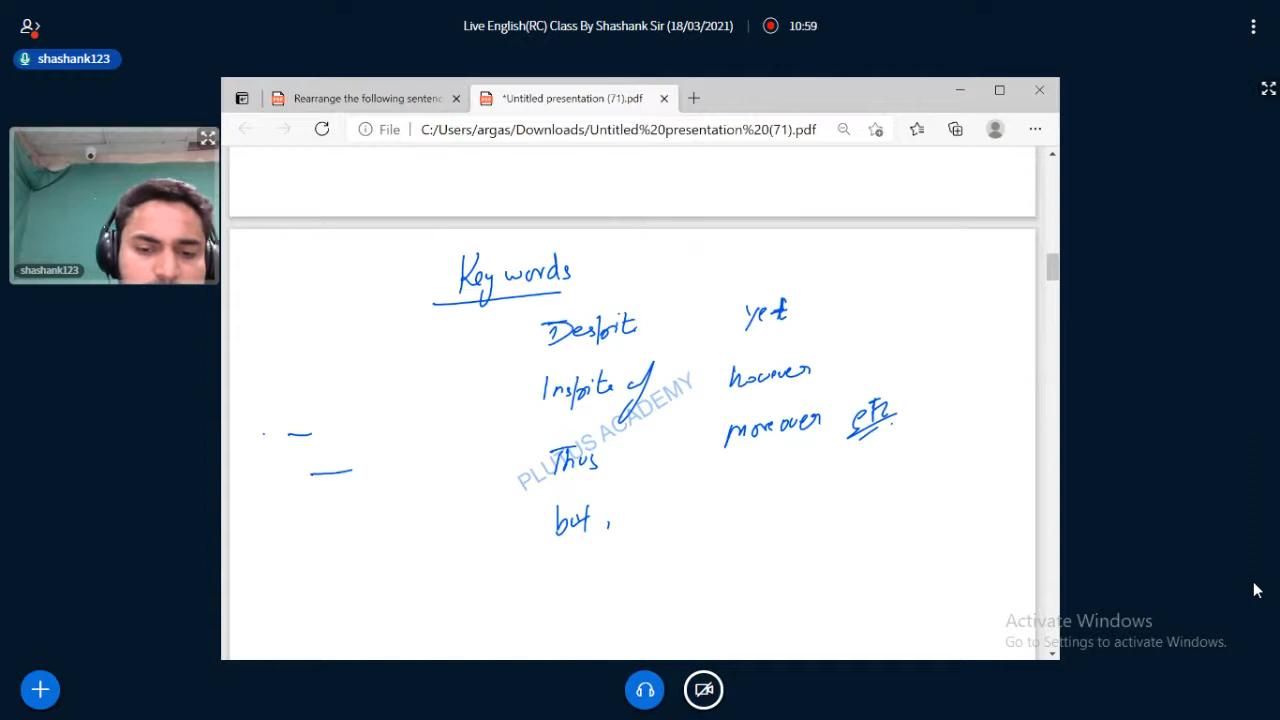 Live English(RC) Class By Shashank Sir (18/03/2021)
10:59
shashank123
Rearrange the following sentenc
*Untitled presentation (71).pdf
File
C:/Users/argas/Downloads/Untitled%20presentation%20(71).pdf
shashank123
Key words
Despite yet
Inspite of however
moreover etc
Thus
but,
PLUTUS ACADEMY
Activate Windows
Go to Settings to activate Windows.